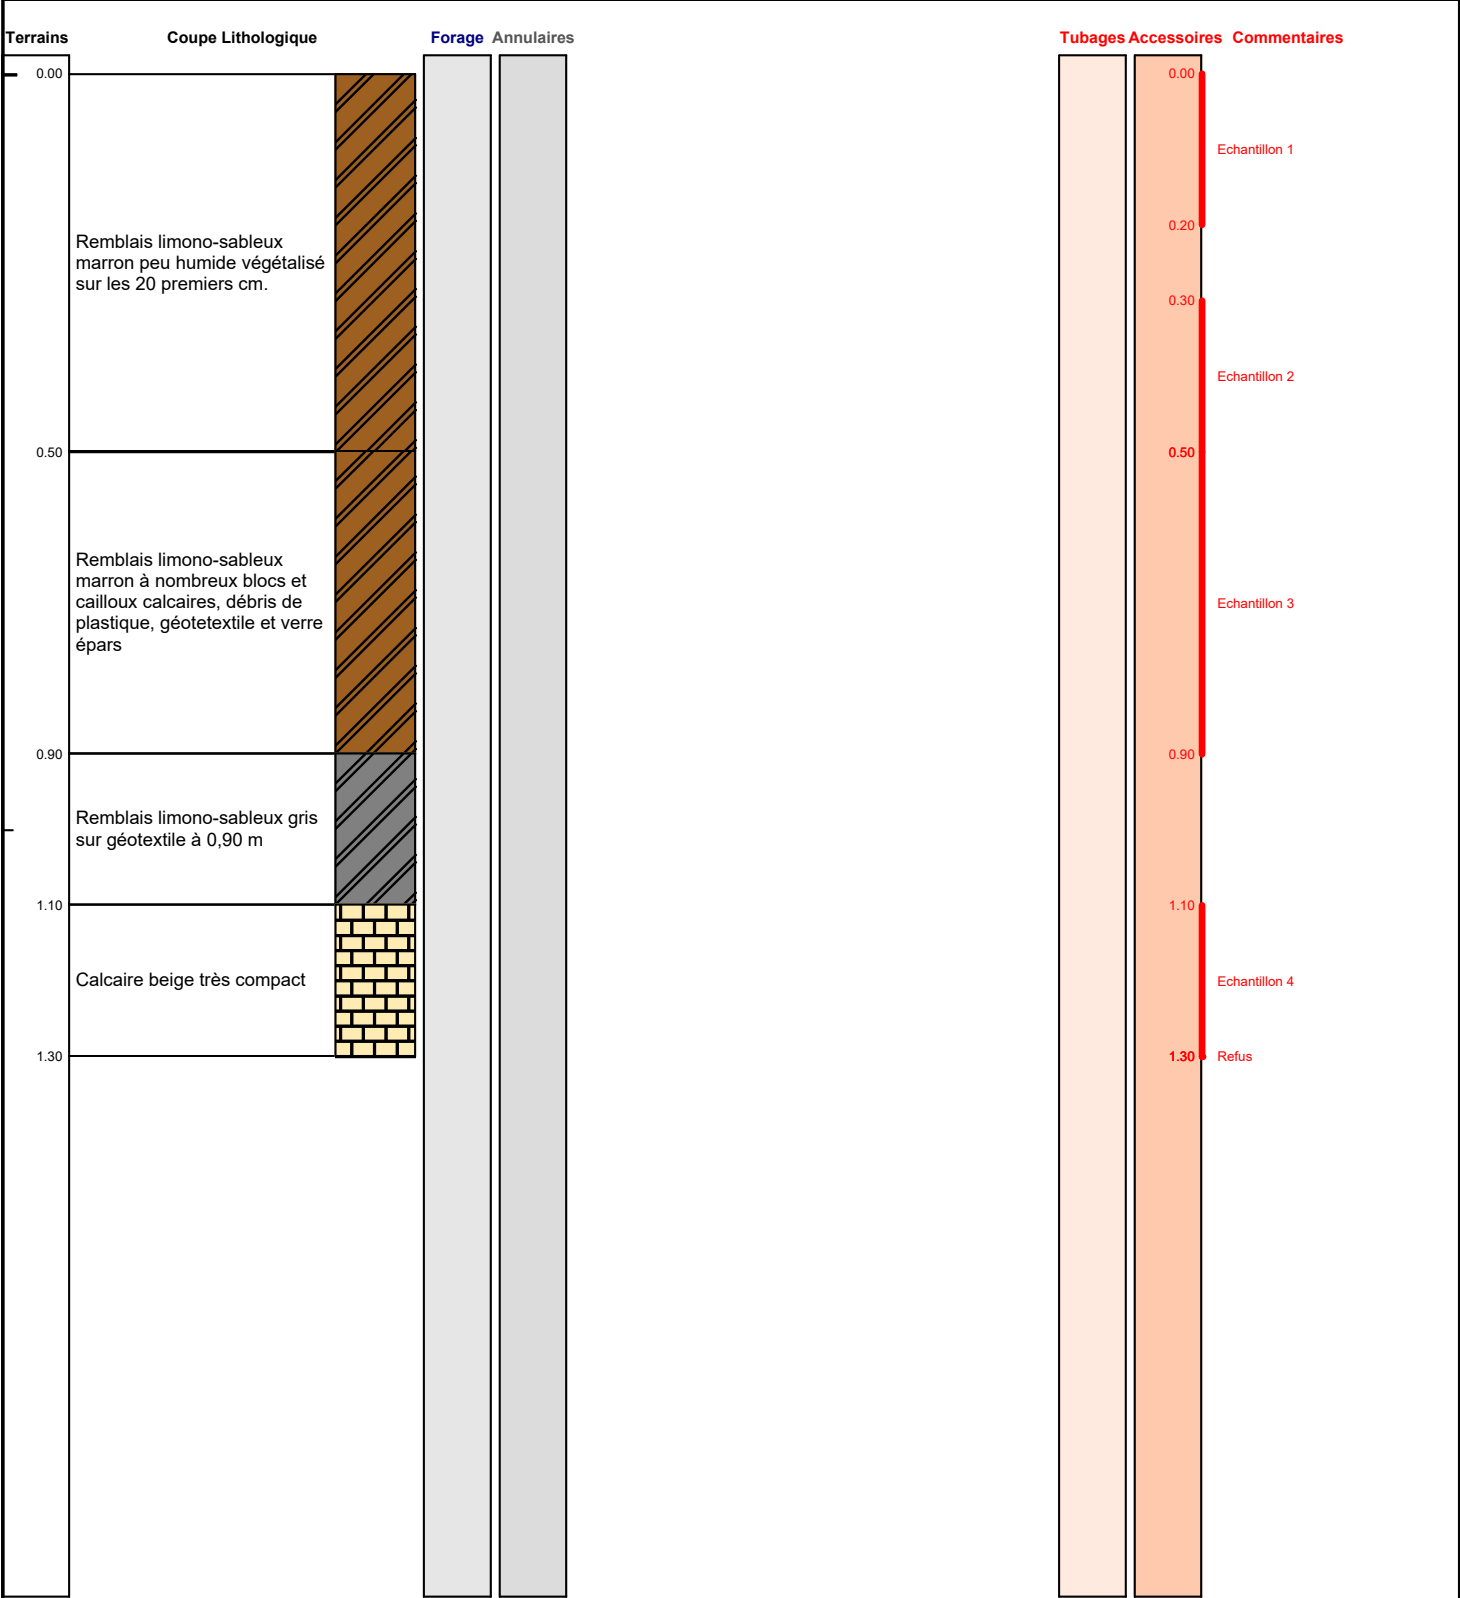 Terrains Coupe Lithologique Forage Annulaires Tubages Accessoires Commentaires
0.00 0.00
Echantillon 1
0.20
Remblais limono-sableux
marron peu humide végétalisé
sur les 20 premiers cm.
0.30
Echantillon 2
0.50 0.50
Remblais limono-sableux
marron à nombreux blocs et
cailloux calcaires, débris de
plastique, géotetextile et verre
épars
Echantillon 3
0.90 0.90
Remblais limono-sableux gris
sur géotextile à 0,90 m
1.10 1.10
Calcaire beige très compact Echantillon 4
1.30 1.30 Refus